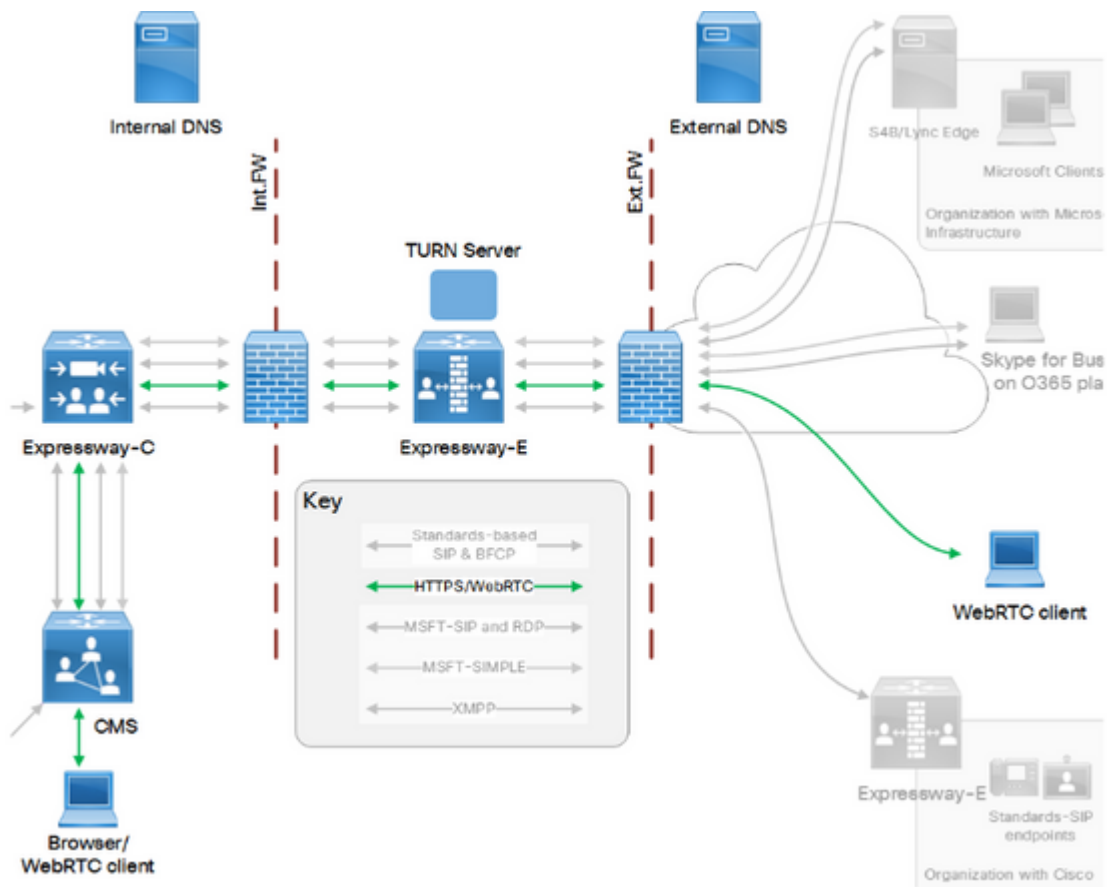 Internal DNS
External DNS
S4B/Lync Edge
Microsoft Clients
Organization with Micros
Infrastructure
Int.FW
Ext.FW
TURN Server
Skype for Bus
on O365 pla
Expressway-C
Expressway-E
Key
Standards-based
SIP & BFCP
HTTPS/WebRTC
MSFT-SIP and RDP
MSFT-SIMPLE
XMPP
WebRTC client
CMS
Browser/
WebRTC client
Expressway-E
Standards-SIP
endpoints
Organization with Cisco